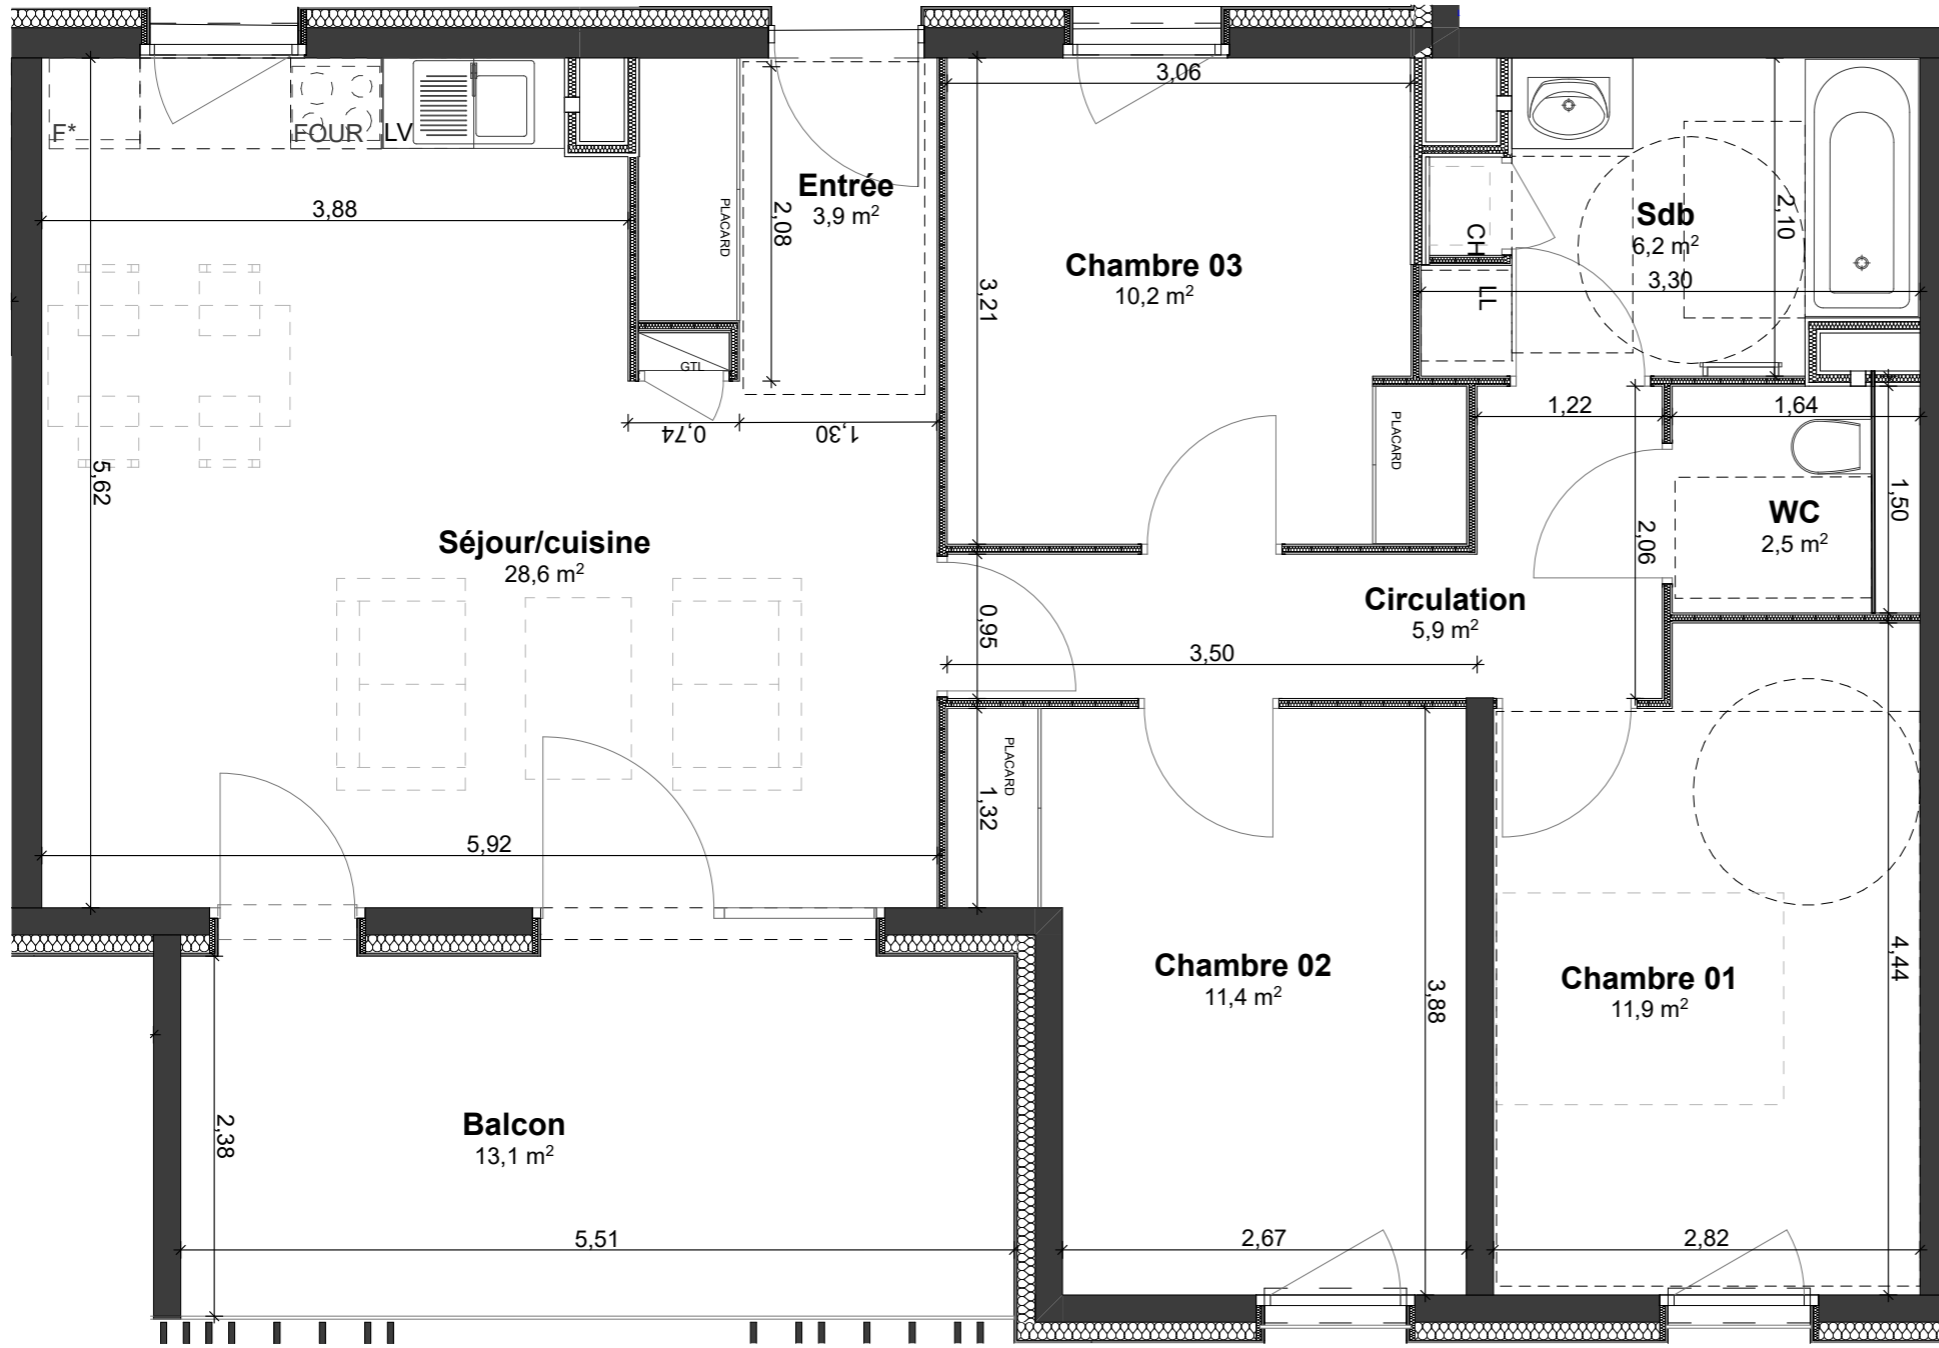 3,06
F*
FOUR
LV
Entrée
3,9 m²
PLACARD
2,08
3,88
Sdb
6,2 m²
2,10
CH
LL
3,30
Chambre 03
10,2 m²
3,21
GTL
0,74
1,30
PLACARD
1,22
1,64
5,62
1,50
WC
2,5 m²
2,06
Séjour/cuisine
28,6 m²
Circulation
5,9 m²
0,95
3,50
PLACARD
1,32
5,92
Chambre 02
11,4 m²
3,88
Chambre 01
11,9 m²
4,44
Balcon
13,1 m²
2,38
5,51
2,67
2,82